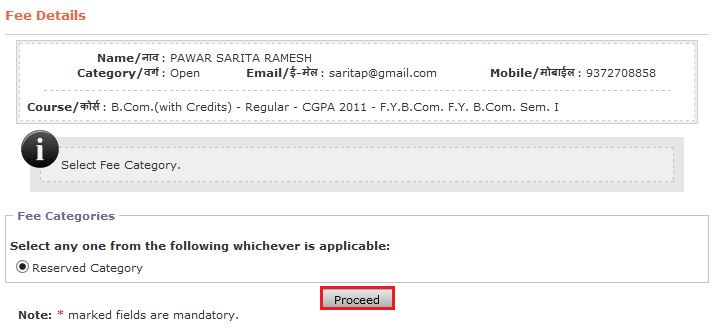 Fee Details
Name/नाव : PAWAR SARITA RAMESH
Category/वर्ग : Open Email/ई-मेल : saritap@gmail.com Mobile/मोबाईल : 9372708858
Course/कोर्स : B.Com.(with Credits) - Regular - CGPA 2011 - F.Y.B.Com. F.Y. B.Com. Sem. I
i
Select Fee Category.
Fee Categories
Select any one from the following whichever is applicable:
Reserved Category
Proceed
Note: * marked fields are mandatory.